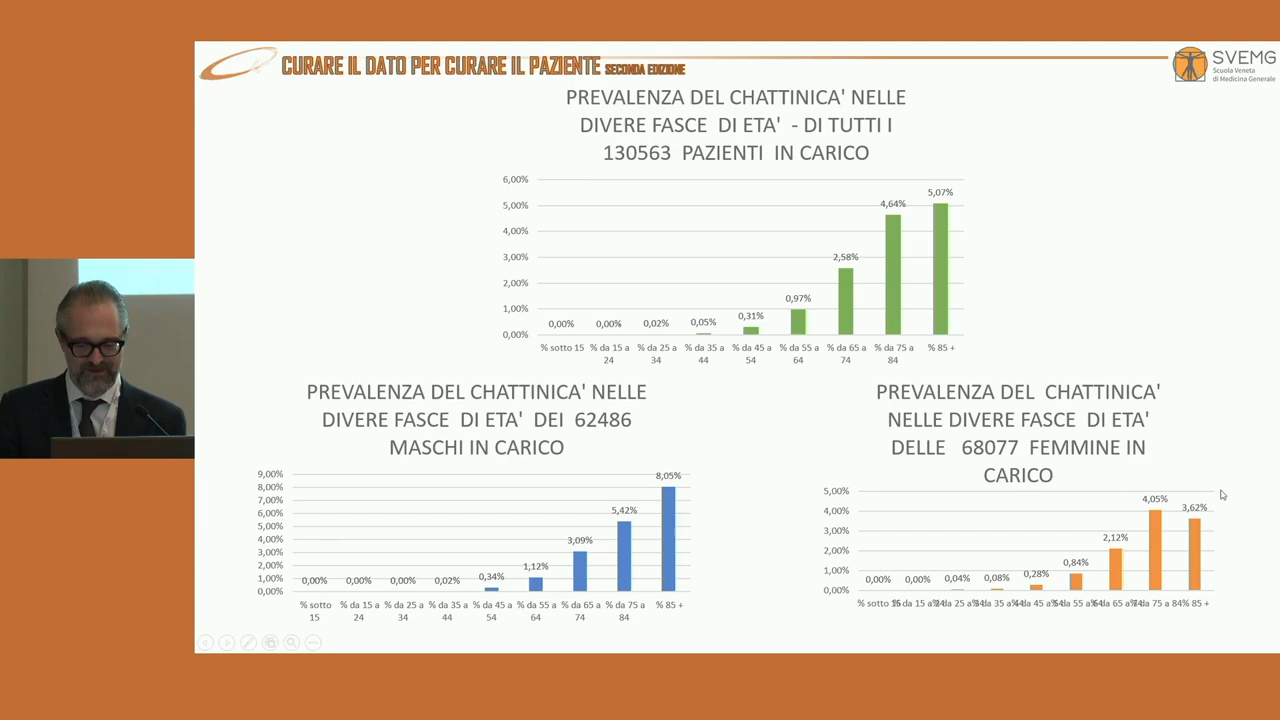 CURARE IL DATO PER CURARE IL PAZIENTE SECONDA EDIZIONE
SVEMG
Scuola Veneta
di Medicina Generale
PREVALENZA DEL CHATTINICA' NELLE
DIVERE FASCE DI ETA' - DI TUTTI I
130563 PAZIENTI IN CARICO
6,00%
5,00%
4,00%
3,00%
2,00%
1,00%
0,00%
0,00% 0,00% 0,02% 0,05% 0,31% 0,97% 2,58% 4,64% 5,07%
% sotto 15 % da 15 a 24 % da 25 a 34 % da 35 a 44 % da 45 a 54 % da 55 a 64 % da 65 a 74 % da 75 a 84 % 85 +
PREVALENZA DEL CHATTINICA' NELLE
DIVERE FASCE DI ETA' DEI 62486
MASCHI IN CARICO
9,00%
8,00%
7,00%
6,00%
5,00%
4,00%
3,00%
2,00%
1,00%
0,00%
0,00% 0,00% 0,00% 0,02% 0,34% 1,12% 3,09% 5,42% 8,05%
% sotto 15 % da 15 a 24 % da 25 a 34 % da 35 a 44 % da 45 a 54 % da 55 a 64 % da 65 a 74 % da 75 a 84 % 85 +
PREVALENZA DEL CHATTINICA'
NELLE DIVERE FASCE DI ETA'
DELLE 68077 FEMMINE IN
CARICO
5,00%
4,00%
3,00%
2,00%
1,00%
0,00%
0,00% 0,00% 0,04% 0,08% 0,28% 0,84% 2,12% 4,05% 3,62%
% sotto 15 % da 15 a 24 % da 25 a 34 % da 35 a 44 % da 45 a 54 % da 55 a 64 % da 65 a 74 % da 75 a 84 % 85 +